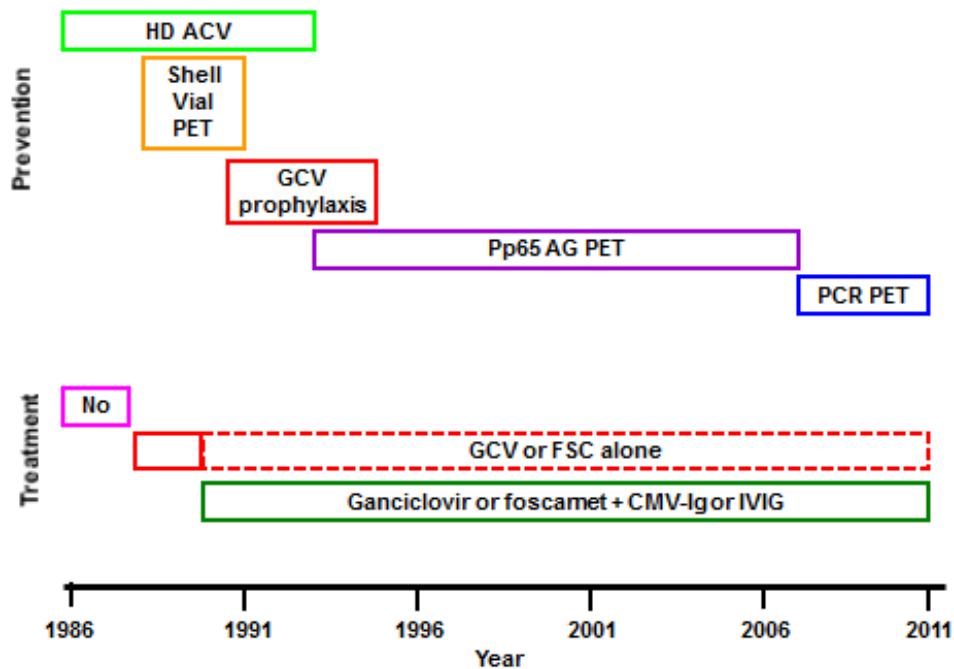 Prevention
HD ACV
Shell
Vial
PET
GCV
prophylaxis
Pp65 AG PET
PCR PET
Treatment
No
GCV or FSC alone
Ganciclovir or foscarnet + CMV-Ig or IVIG
1986 1991 1996 2001 2006 2011
Year